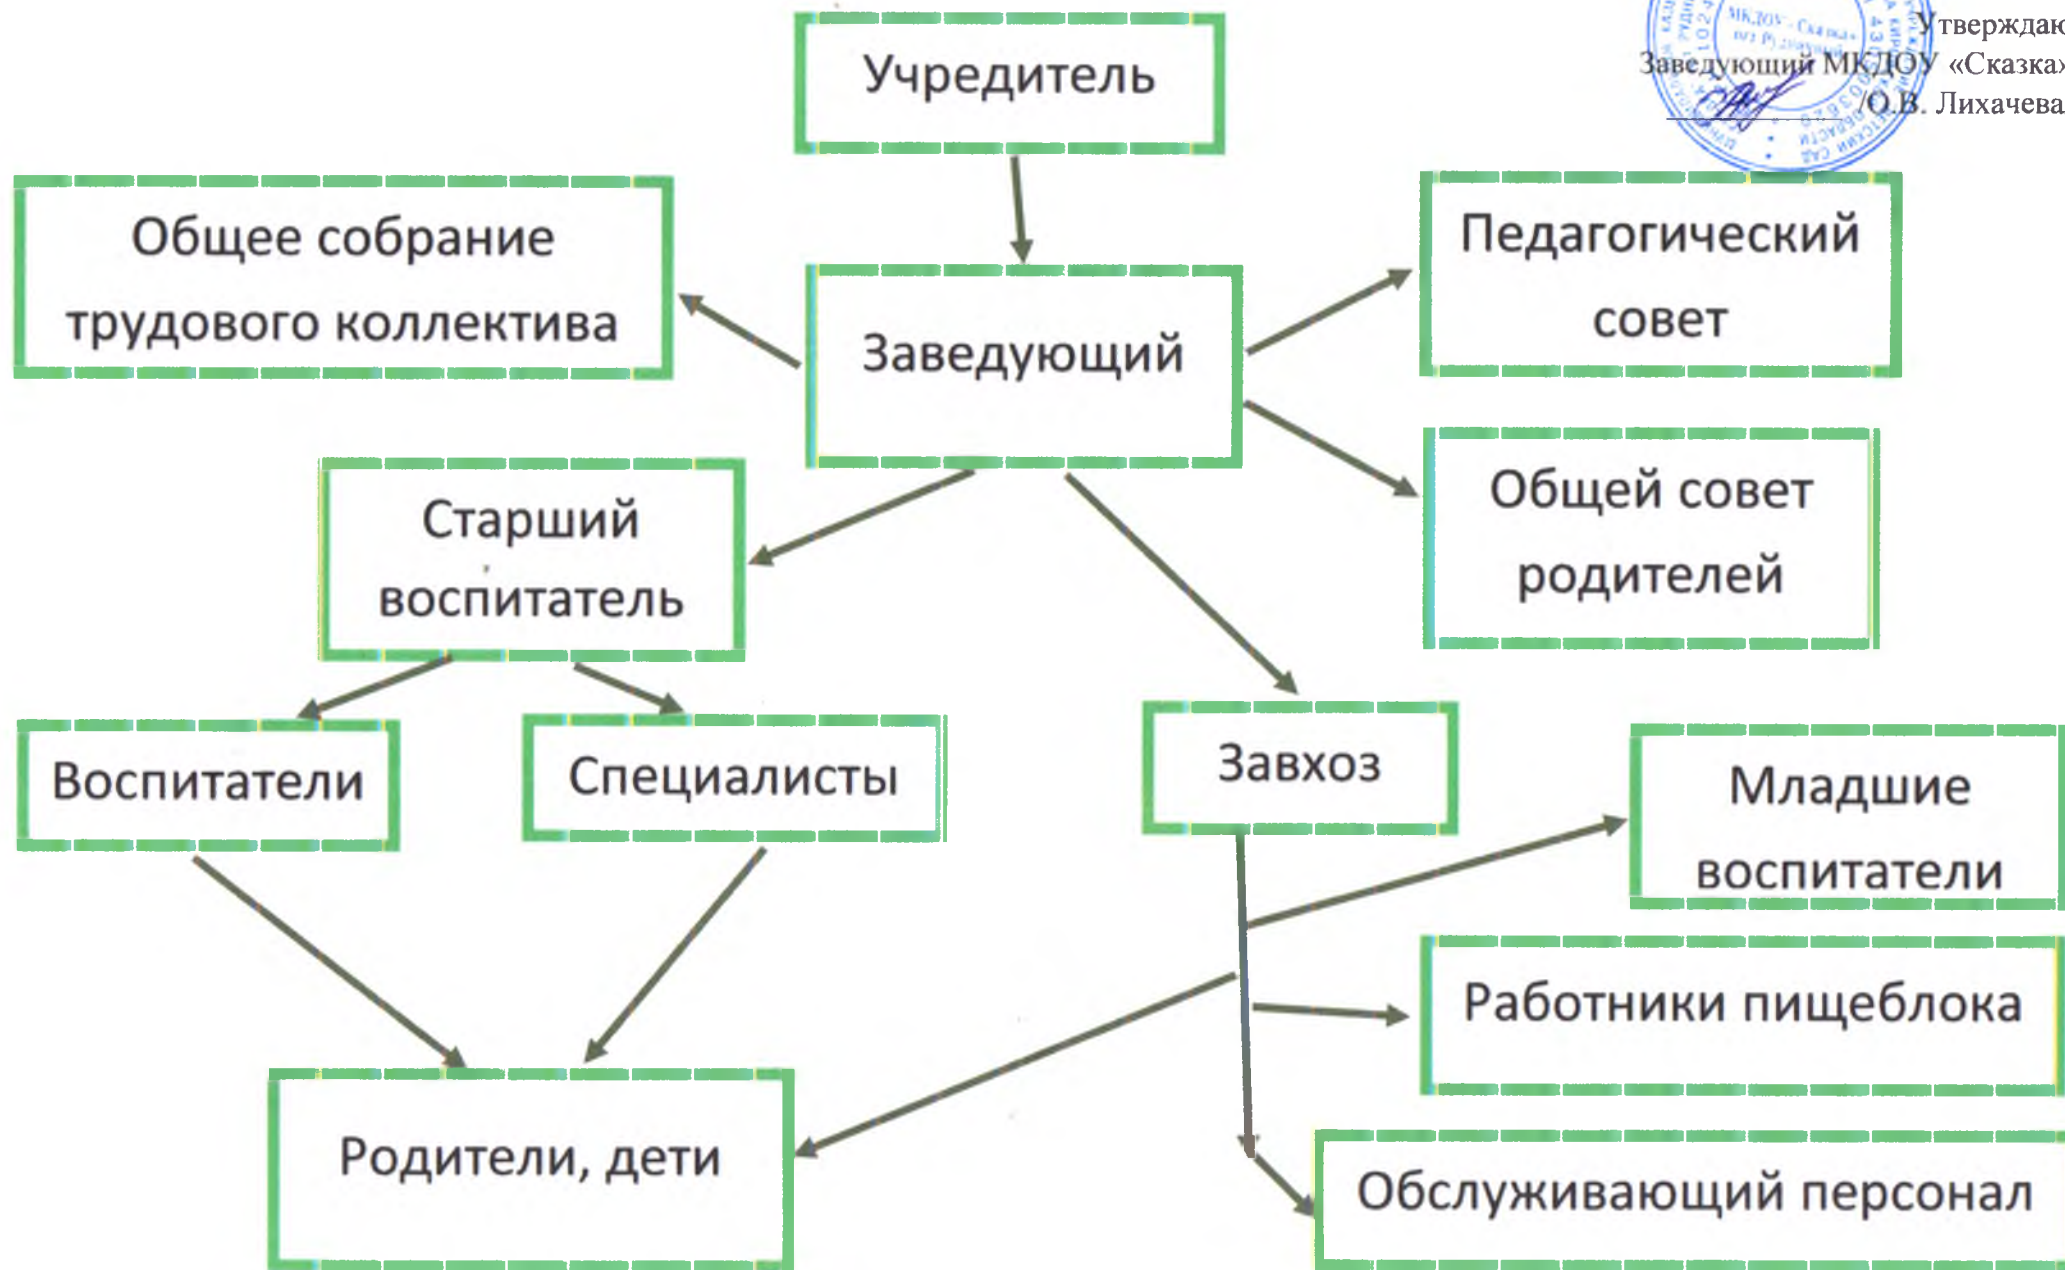 Учредитель
Утверждаю
Заведующий МКДОУ «Сказка»
/О.В. Лихачева
Общее собрание
трудового коллектива
Заведующий
Педагогический
совет
Старший
воспитатель
Общей совет
родителей
Воспитатели
Специалисты
Завхоз
Младшие
воспитатели
Работники пищеблока
Родители, дети
Обслуживающий персонал